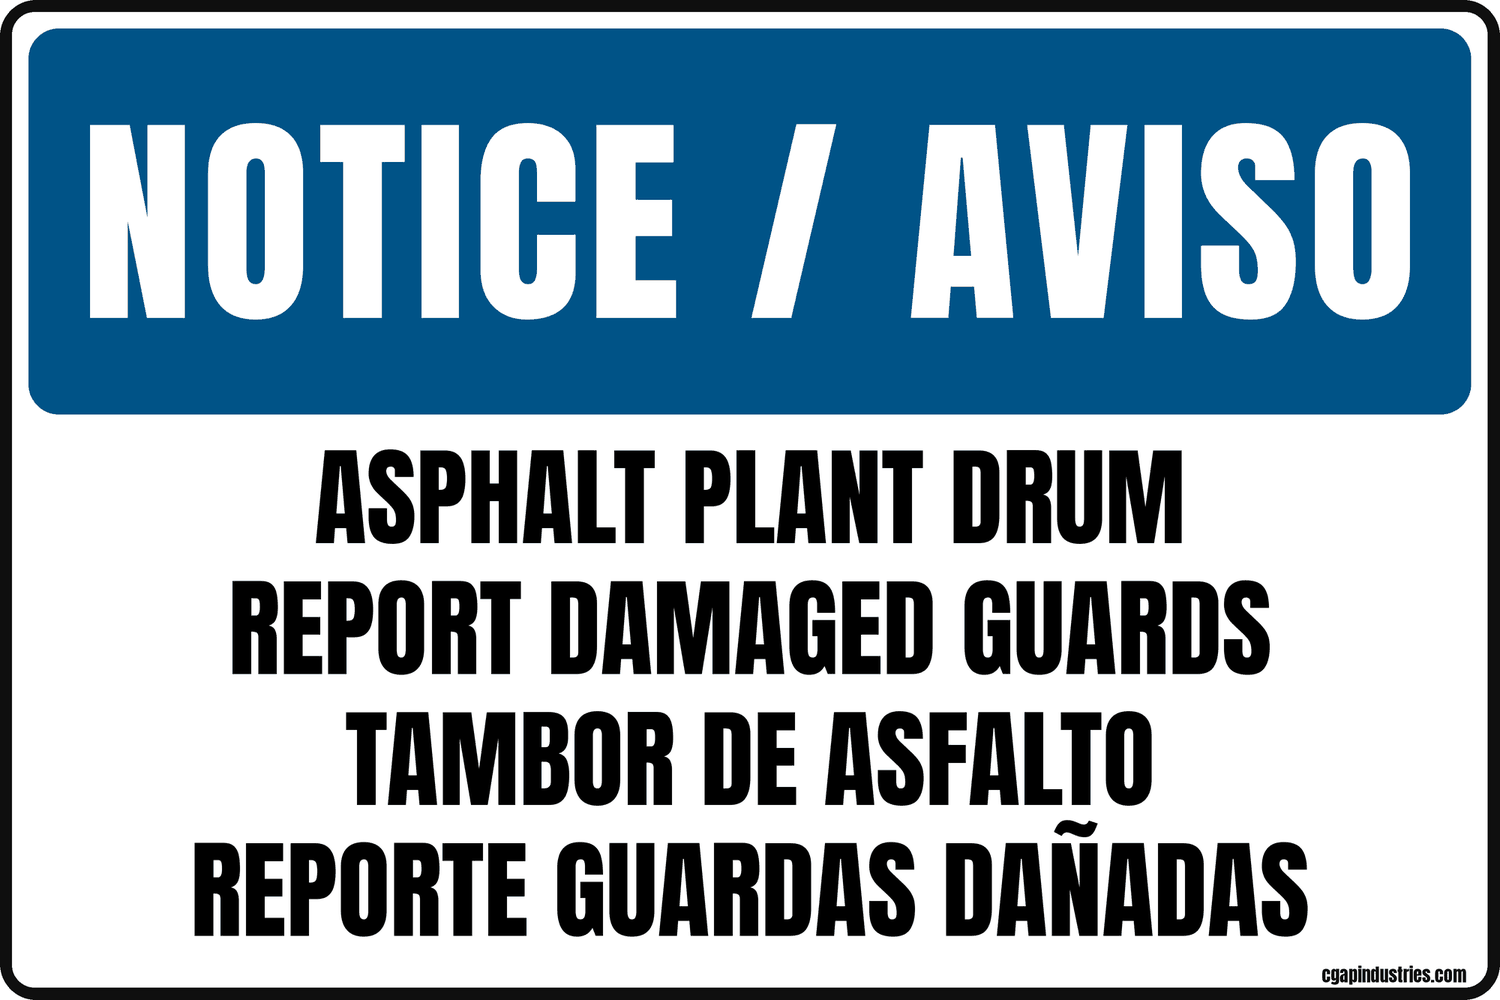 NOTICE / AVISO
ASPHALT PLANT DRUM
REPORT DAMAGED GUARDS
TAMBOR DE ASFALTO
REPORTE GUARDAS DAÑADAS
cgapindustries.com